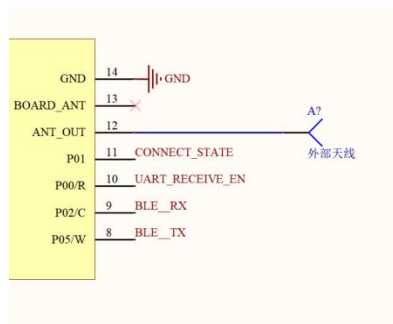 GND 14 GND
BOARD_ANT 13
A?
ANT_OUT 12
P01 11 CONNECT_STATE
外部天线
P00/R 10 UART_RECEIVE_EN
P02/C 9 BLE__RX
P05/W 8 BLE__TX